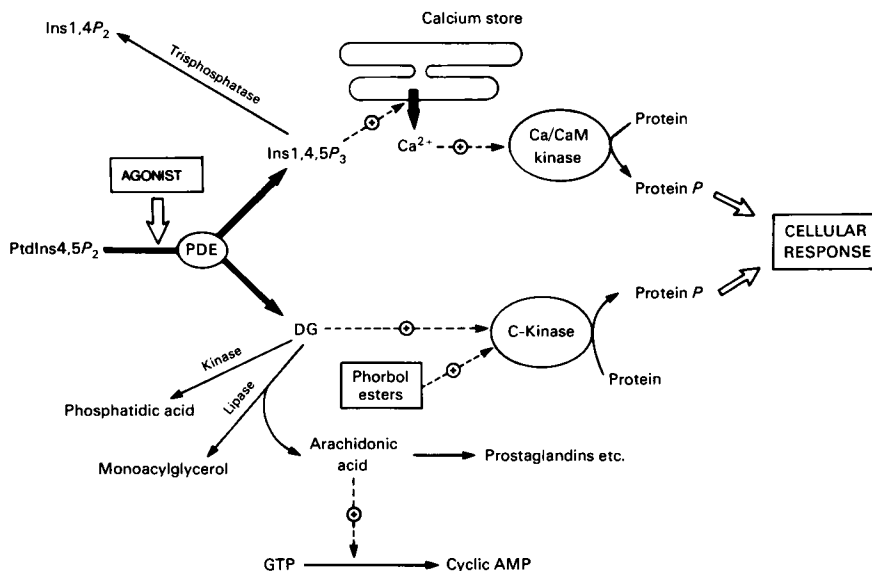 Calcium store
Ins1,4P₂
Trisphosphatase
Ins1,4,5P₃
Ca²⁺
Ca/CaM
kinase
Protein
Protein P
AGONIST
PtdIns4,5P₂
PDE
CELLULAR
RESPONSE
DG
C-Kinase
Protein P
Protein
Phorbol
esters
Kinase
Lipase
Phosphatidic acid
Monoacylglycerol
Arachidonic
acid
Prostaglandins etc.
GTP
Cyclic AMP